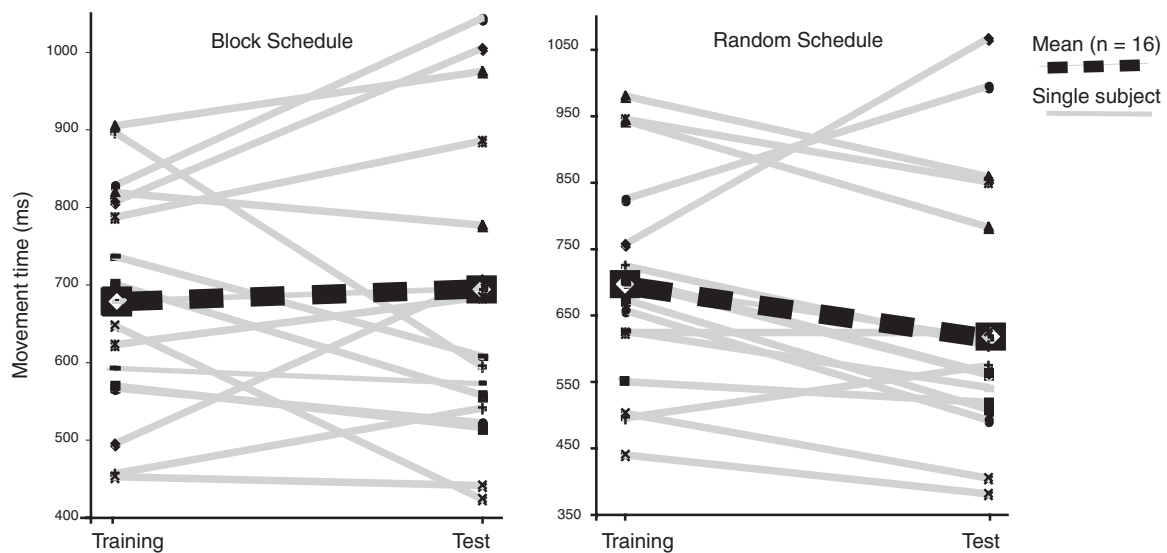 Block Schedule
Random Schedule
Mean (n = 16)
Single subject
Movement time (ms)
1000
900
800
700
600
500
400
Training
Test
1050
950
850
750
650
550
450
350
Training
Test